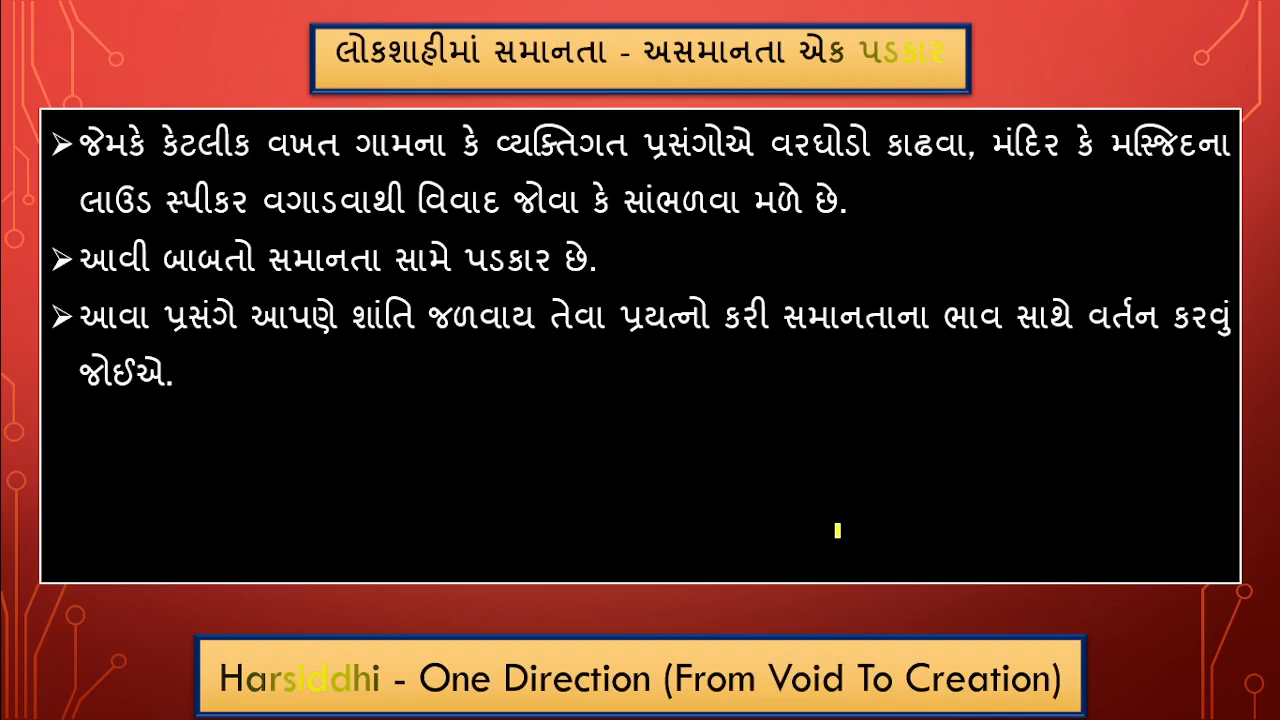 લોકશાહીમાં સમાનતા - અસમાનતા એક પડકાર
➢જેમકે કેટલીક વખત ગામના કે વ્યક્તિગત પ્રસંગોએ વરઘોડો કાઢવા, મંદિર કે મસ્જિદના
લાઉડ સ્પીકર વગાડવાથી વિવાદ જોવા કે સાંભળવા મળે છે.
➢આવી બાબતો સમાનતા સામે પડકાર છે.
➢આવા પ્રસંગે આપણે શાંતિ જળવાય તેવા પ્રયત્નો કરી સમાનતાના ભાવ સાથે વર્તન કરવું
જોઈએ.
Harsiddhi - One Direction (From Void To Creation)